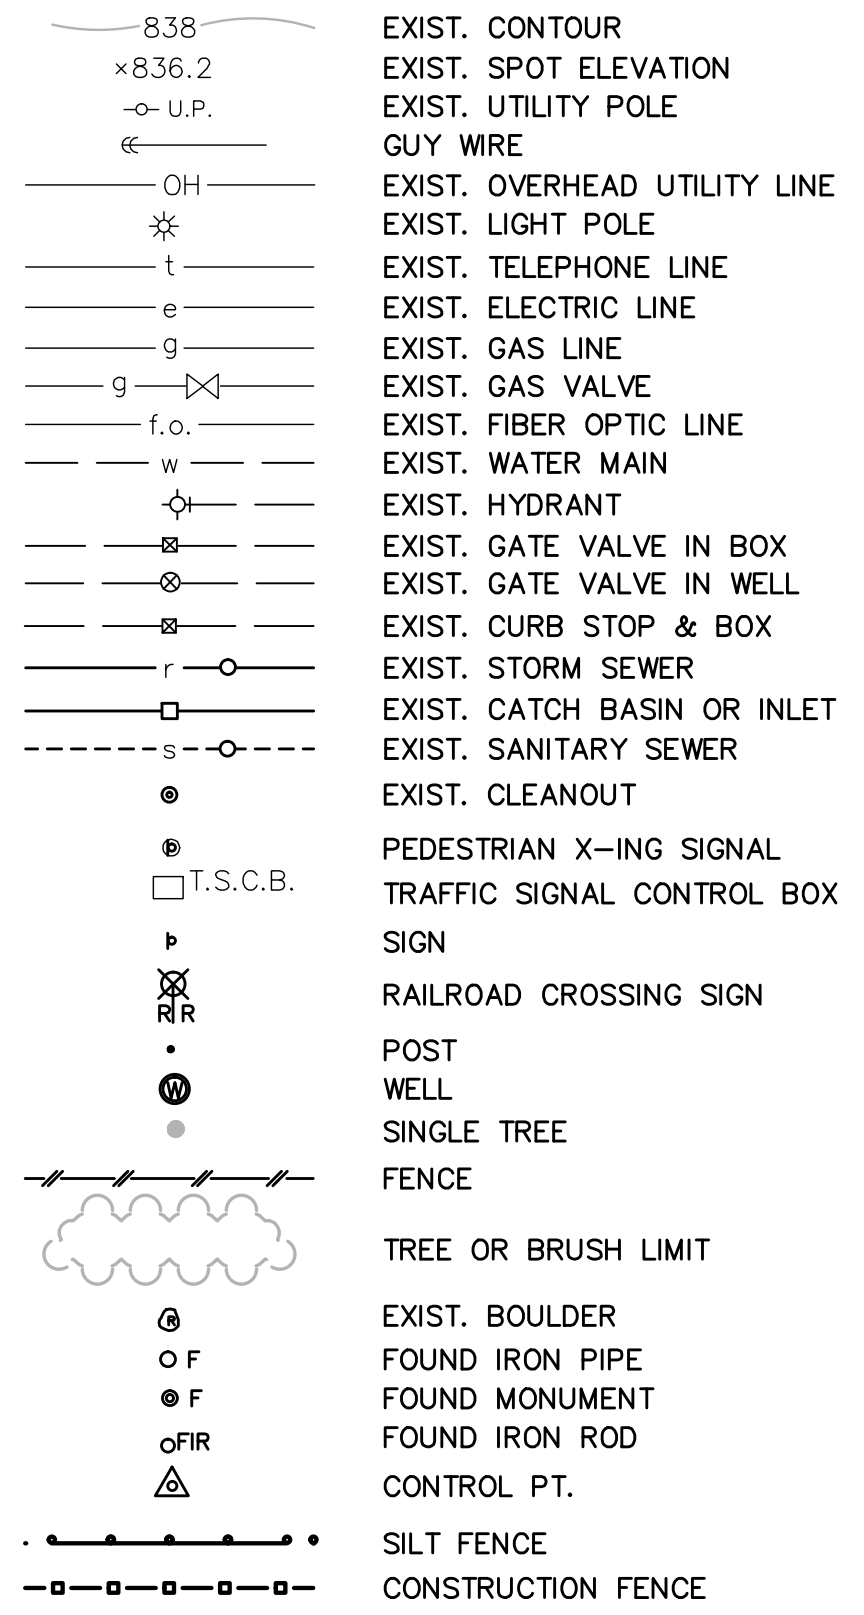 838 EXIST. CONTOUR
×836.2 EXIST. SPOT ELEVATION
U.P. EXIST. UTILITY POLE
GUY WIRE
OH EXIST. OVERHEAD UTILITY LINE
EXIST. LIGHT POLE
t EXIST. TELEPHONE LINE
e EXIST. ELECTRIC LINE
g EXIST. GAS LINE
g EXIST. GAS VALVE
f.o. EXIST. FIBER OPTIC LINE
w EXIST. WATER MAIN
EXIST. HYDRANT
EXIST. GATE VALVE IN BOX
EXIST. GATE VALVE IN WELL
EXIST. CURB STOP & BOX
r EXIST. STORM SEWER
EXIST. CATCH BASIN OR INLET
s EXIST. SANITARY SEWER
EXIST. CLEANOUT
PEDESTRIAN X-ING SIGNAL
T.S.C.B. TRAFFIC SIGNAL CONTROL BOX
SIGN
R R RAILROAD CROSSING SIGN
POST
W WELL
SINGLE TREE
FENCE
TREE OR BRUSH LIMIT
R EXIST. BOULDER
F FOUND IRON PIPE
F FOUND MONUMENT
FIR FOUND IRON ROD
CONTROL PT.
SILT FENCE
CONSTRUCTION FENCE